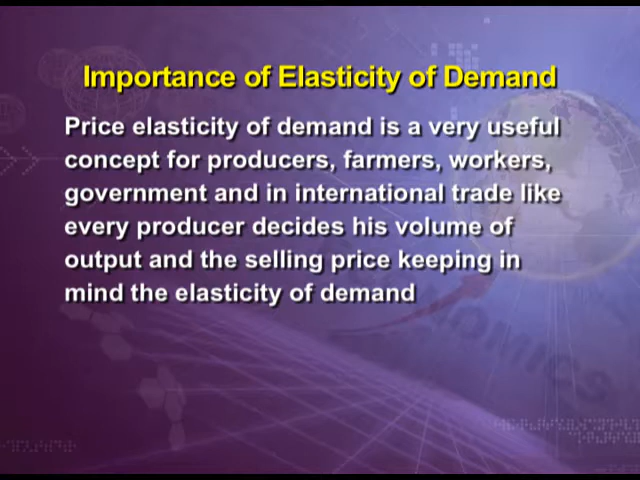 Importance of Elasticity of Demand
Price elasticity of demand is a very useful
concept for producers, farmers, workers,
government and in international trade like
every producer decides his volume of
output and the selling price keeping in
mind the elasticity of demand